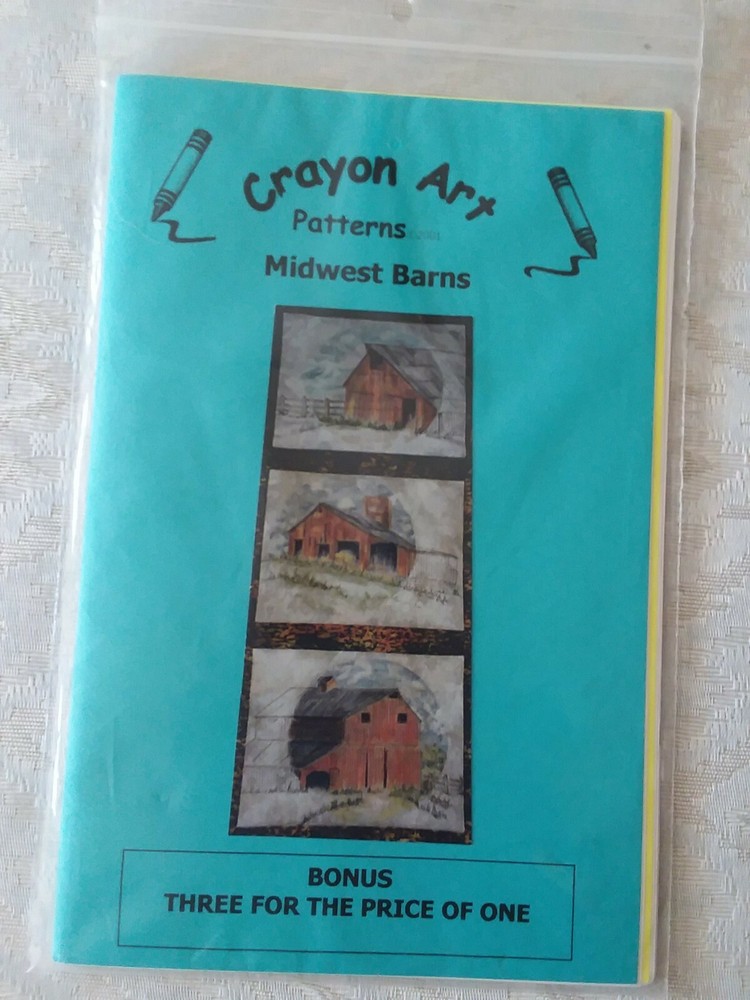 Crayon Art
Patterns
Midwest Barns
BONUS
THREE FOR THE PRICE OF ONE